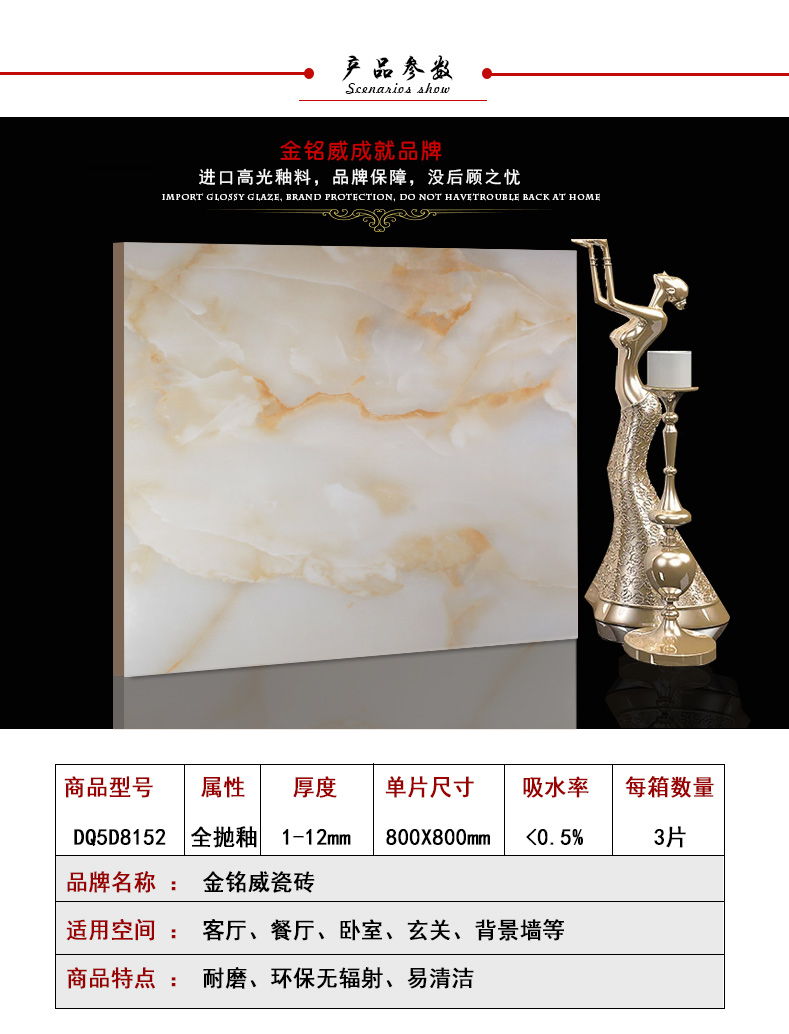 产品参数
Scenarios show
金铭威成就品牌
进口高光釉料，品牌保障，没后顾之忧
IMPORT GLOSSY GLAZE, BRAND PROTECTION, DO NOT HAVETROUBLE BACK AT HOME
商品型号 属性 厚度 单片尺寸 吸水率 每箱数量
DQ5D8152 全抛釉 1-12mm 800X800mm <0.5% 3片
品牌名称 ： 金铭威瓷砖
适用空间 ： 客厅、餐厅、卧室、玄关、背景墙等
商品特点 ： 耐磨、环保无辐射、易清洁